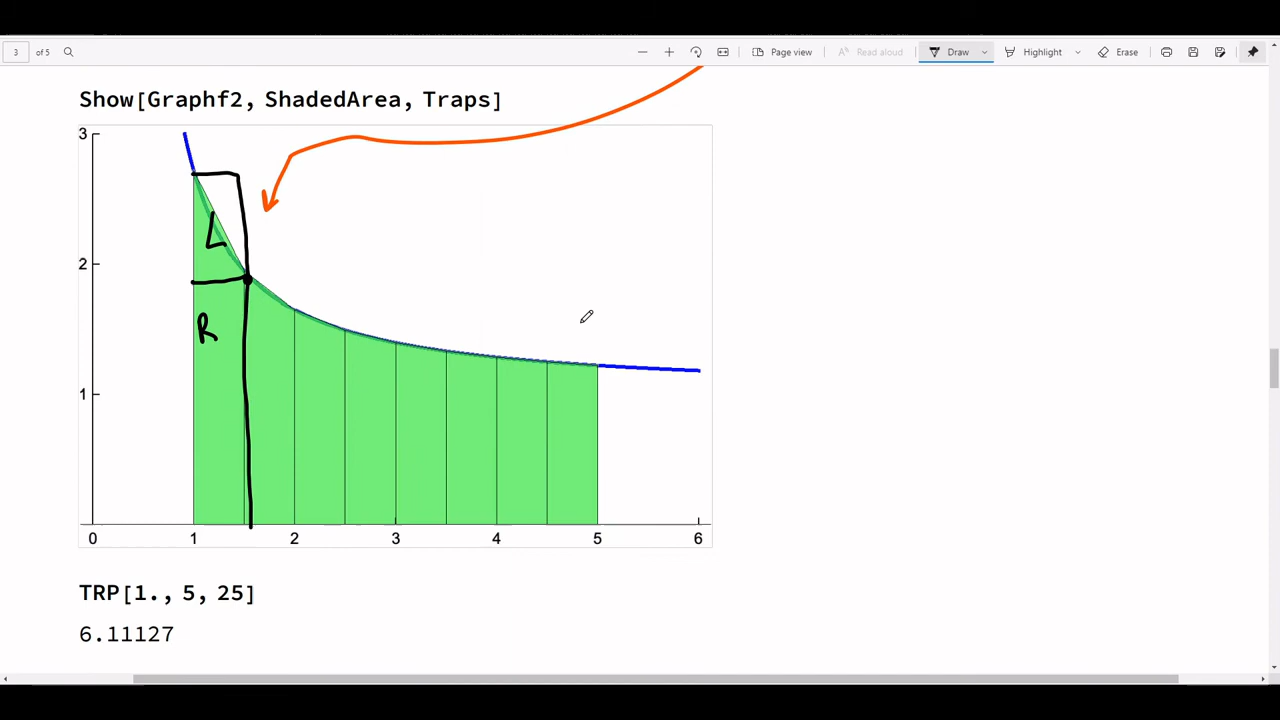 3 of 5 Page view Read aloud Draw Highlight Erase
Show[Graphf2, ShadedArea, Traps]
3
2
1
L
R
0 1 2 3 4 5 6
TRP[1., 5, 25]
6.11127